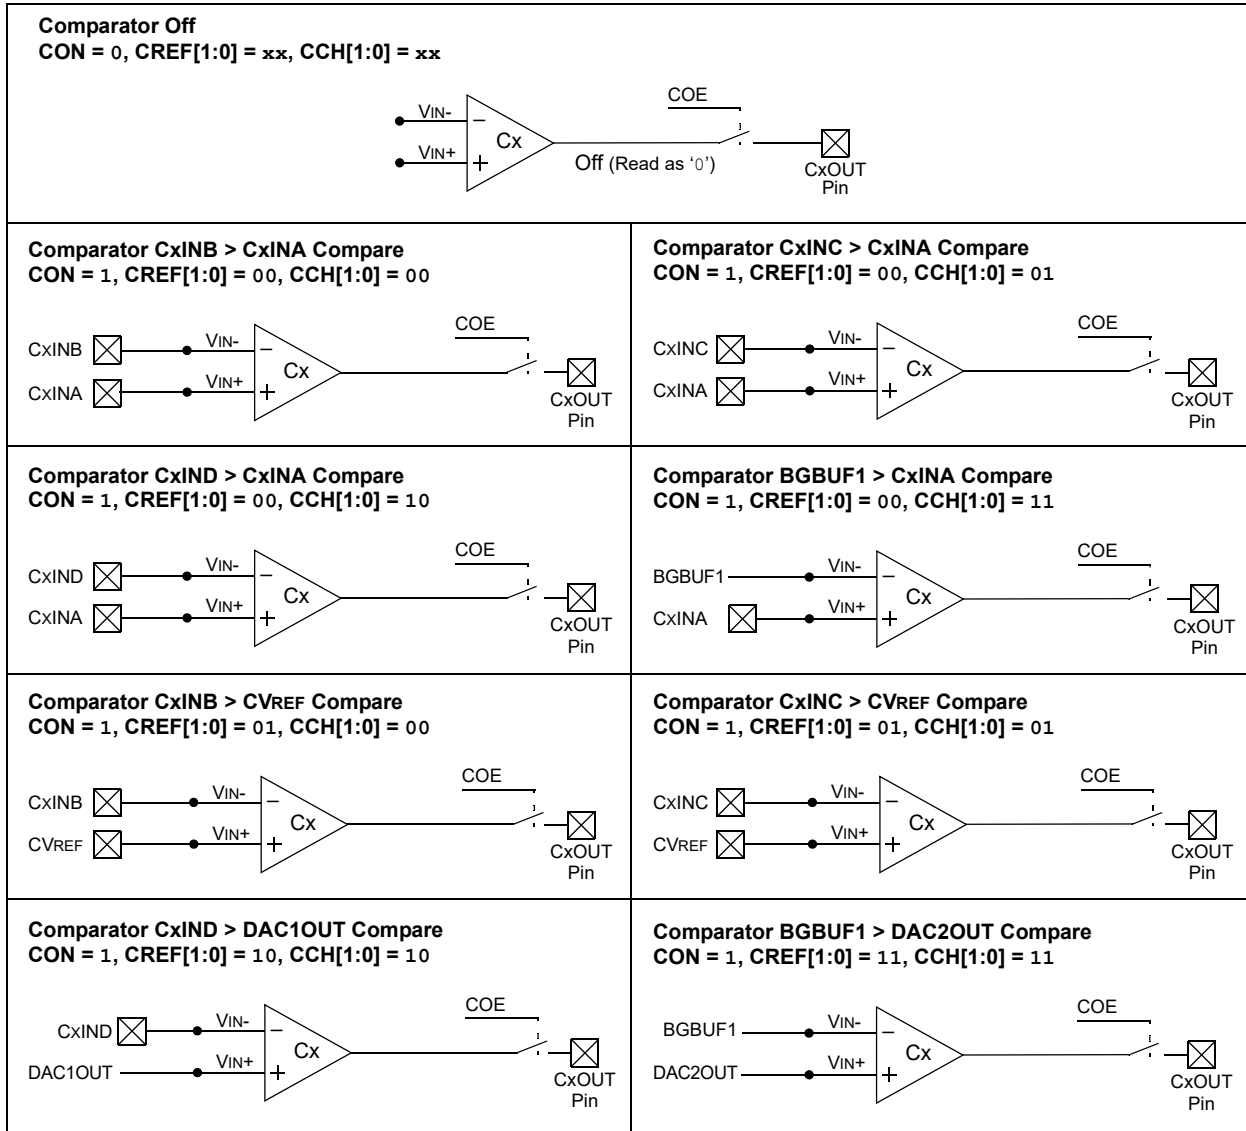 Comparator Off
CON = 0, CREF[1:0] = xx, CCH[1:0] = xx
COE
VIN-
–
Cx
VIN+
+
Off (Read as ‘0’)
CxOUT
Pin
Comparator CxINB > CxINA Compare
CON = 1, CREF[1:0] = 00, CCH[1:0] = 00
COE
CXINB
VIN-
–
Cx
CXINA
VIN+
+
CxOUT
Pin
Comparator CxINC > CxINA Compare
CON = 1, CREF[1:0] = 00, CCH[1:0] = 01
COE
CXINC
VIN-
–
Cx
CXINA
VIN+
+
CxOUT
Pin
Comparator CxIND > CxINA Compare
CON = 1, CREF[1:0] = 00, CCH[1:0] = 10
COE
CXIND
VIN-
–
Cx
CXINA
VIN+
+
CxOUT
Pin
Comparator BGBUF1 > CxINA Compare
CON = 1, CREF[1:0] = 00, CCH[1:0] = 11
COE
BGBUF1
VIN-
–
Cx
CXINA
VIN+
+
CxOUT
Pin
Comparator CxINB > CVREF Compare
CON = 1, CREF[1:0] = 01, CCH[1:0] = 00
COE
CXINB
VIN-
–
Cx
CVREF
VIN+
+
CxOUT
Pin
Comparator CxINC > CVREF Compare
CON = 1, CREF[1:0] = 01, CCH[1:0] = 01
COE
CXINC
VIN-
–
Cx
CVREF
VIN+
+
CxOUT
Pin
Comparator CxIND > DAC1OUT Compare
CON = 1, CREF[1:0] = 10, CCH[1:0] = 10
COE
CXIND
VIN-
–
Cx
DAC1OUT
VIN+
+
CxOUT
Pin
Comparator BGBUF1 > DAC2OUT Compare
CON = 1, CREF[1:0] = 11, CCH[1:0] = 11
COE
BGBUF1
VIN-
–
Cx
DAC2OUT
VIN+
+
CxOUT
Pin